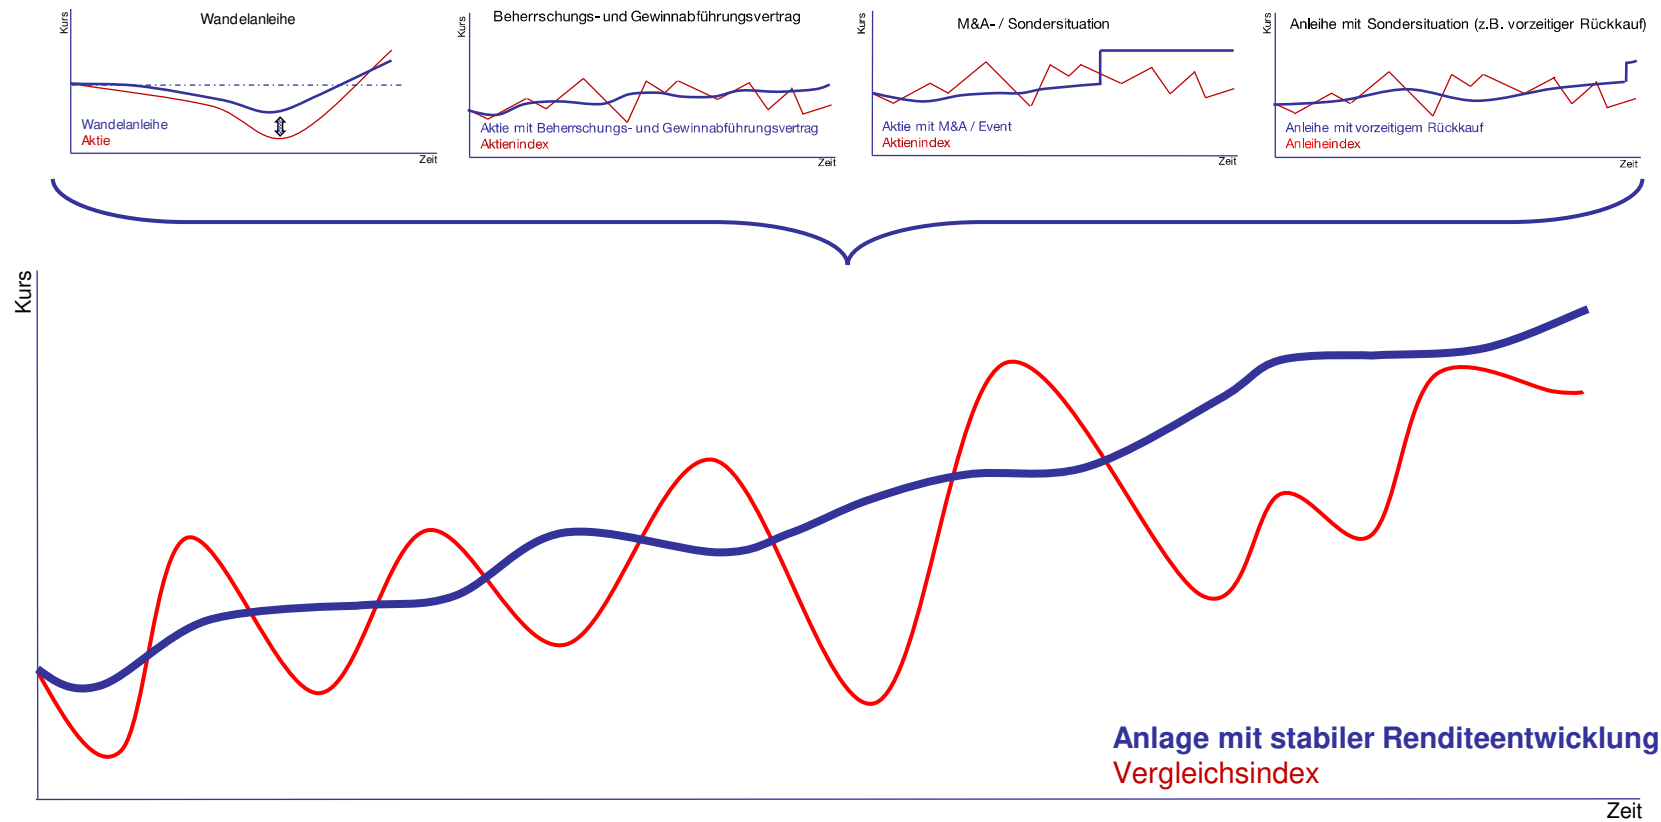 Kurs
Wandelanleihe
Wandelanleihe
Aktie
Zeit
Kurs
Beherrschungs- und Gewinnabführungsvertrag
Aktie mit Beherrschungs- und Gewinnabführungsvertrag
Aktienindex
Zeit
Kurs
M&A- / Sondersituation
Aktie mit M&A / Event
Aktienindex
Zeit
Kurs
Anleihe mit Sondersituation (z.B. vorzeitiger Rückkauf)
Anleihe mit vorzeitigem Rückkauf
Anleiheindex
Zeit
Kurs
Anlage mit stabiler Renditeentwicklung
Vergleichsindex
Zeit